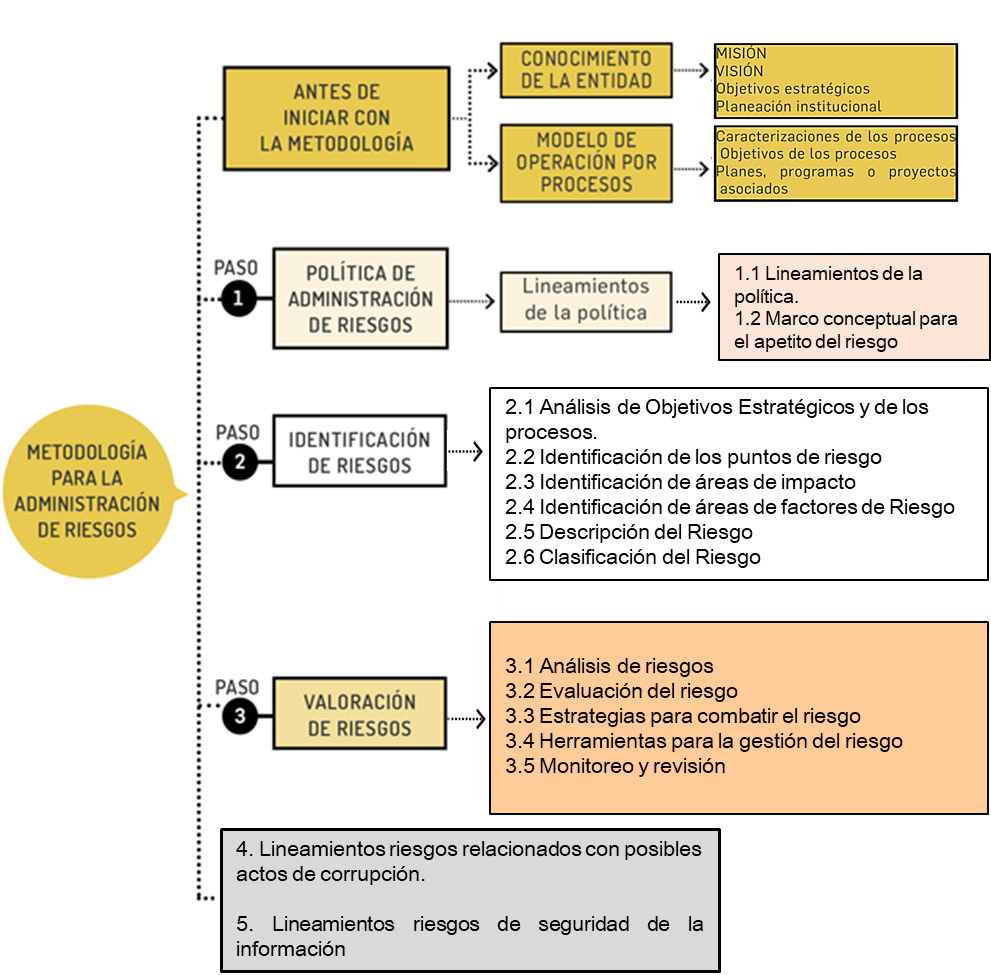 METODOLOGÍA
PARA LA
ADMINISTRACIÓN
DE RIESGOS
ANTES DE
INICIAR CON
LA METODOLOGÍA
CONOCIMIENTO
DE LA ENTIDAD
MISIÓN
VISIÓN
Objetivos estratégicos
Planeación institucional
MODELO DE
OPERACIÓN POR
PROCESOS
Caracterizaciones de los procesos
Objetivos de los procesos
Planes, programas o proyectos
asociados
PASO
1
POLÍTICA DE
ADMINISTRACIÓN
DE RIESGOS
Lineamientos
de la política
1.1 Lineamientos de la
política.
1.2 Marco conceptual para
el apetito del riesgo
PASO
2
IDENTIFICACIÓN
DE RIESGOS
2.1 Análisis de Objetivos Estratégicos y de los
procesos.
2.2 Identificación de los puntos de riesgo
2.3 Identificación de áreas de impacto
2.4 Identificación de áreas de factores de Riesgo
2.5 Descripción del Riesgo
2.6 Clasificación del Riesgo
PASO
3
VALORACIÓN
DE RIESGOS
3.1 Análisis de riesgos
3.2 Evaluación del riesgo
3.3 Estrategias para combatir el riesgo
3.4 Herramientas para la gestión del riesgo
3.5 Monitoreo y revisión
4. Lineamientos riesgos relacionados con posibles
actos de corrupción.
5. Lineamientos riesgos de seguridad de la
información